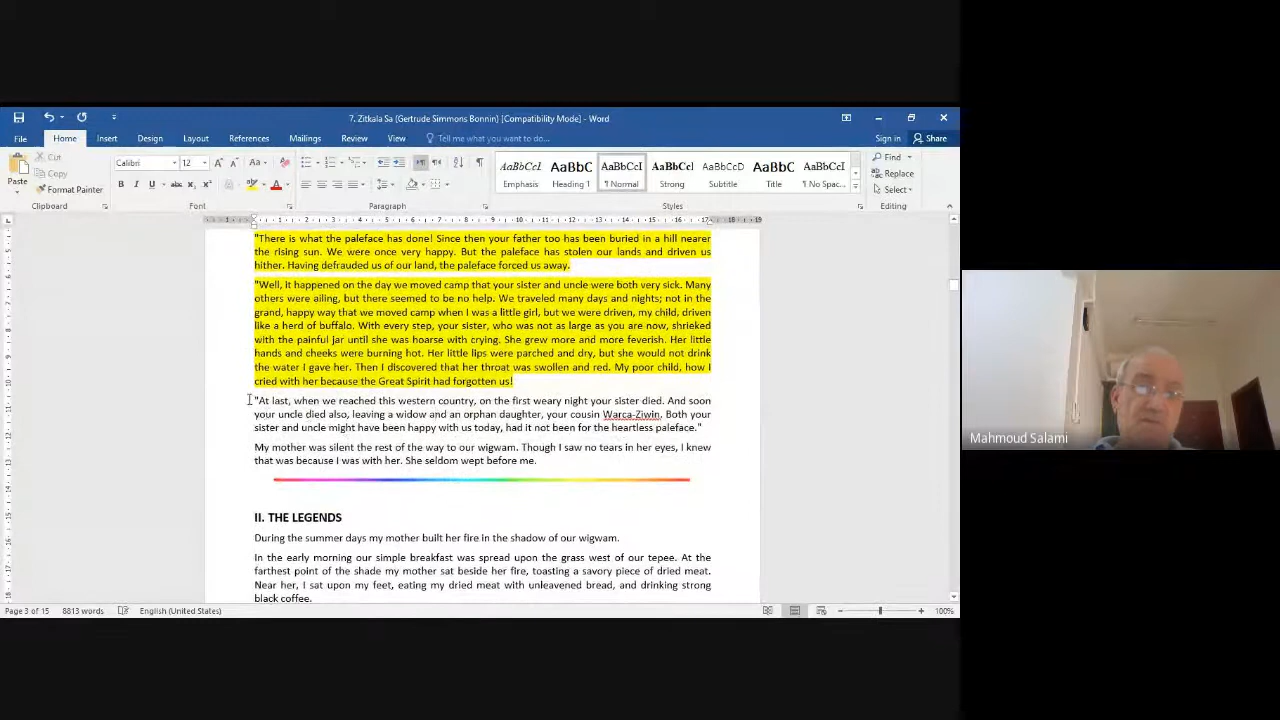 7. Zitkala Sa (Gertrude Simmons Bonnin) [Compatibility Mode] - Word
File Home Insert Design Layout References Mailings Review View Tell me what you want to do... Sign in Share
Paste
Cut
Copy
Format Painter
Clipboard
Calibri 12
Font
Paragraph
AaBbCcI AaBbC AaBbCcI AaBbCcI AaBbCcD AaBbC AaBbCcI
Emphasis Heading 1 ¶ Normal Strong Subtitle Title ¶ No Spac...
Styles
Find
Replace
Select
Editing
"There is what the paleface has done! Since then your father too has been buried in a hill nearer
the rising sun. We were once very happy. But the paleface has stolen our lands and driven us
hither. Having defrauded us of our land, the paleface forced us away.
"Well, it happened on the day we moved camp that your sister and uncle were both very sick. Many
others were ailing, but there seemed to be no help. We traveled many days and nights; not in the
grand, happy way that we moved camp when I was a little girl, but we were driven, my child, driven
like a herd of buffalo. With every step, your sister, who was not as large as you are now, shrieked
with the painful jar until she was hoarse with crying. She grew more and more feverish. Her little
hands and cheeks were burning hot. Her little lips were parched and dry, but she would not drink
the water I gave her. Then I discovered that her throat was swollen and red. My poor child, how I
cried with her because the Great Spirit had forgotten us!
"At last, when we reached this western country, on the first weary night your sister died. And soon
your uncle died also, leaving a widow and an orphan daughter, your cousin Warca-Ziwin. Both your
sister and uncle might have been happy with us today, had it not been for the heartless paleface."
My mother was silent the rest of the way to our wigwam. Though I saw no tears in her eyes, I knew
that was because I was with her. She seldom wept before me.
II. THE LEGENDS
During the summer days my mother built her fire in the shadow of our wigwam.
In the early morning our simple breakfast was spread upon the grass west of our tepee. At the
farthest point of the shade my mother sat beside her fire, toasting a savory piece of dried meat.
Near her, I sat upon my feet, eating my dried meat with unleavened bread, and drinking strong
black coffee.
Page 3 of 15 8813 words English (United States) 100%
Mahmoud Salami